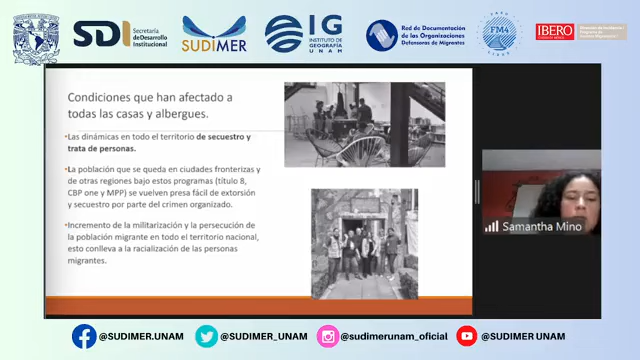 SDI
Secretaría
de Desarrollo
Institucional
SUDIMER
IG
INSTITUTO DE
GEOGRAFÍA
UNAM
Red de Documentación
de las Organizaciones
Defensoras de Migrantes
FM4
IBERO
Condiciones que han afectado a
todas las casas y albergues.
•Las dinámicas en todo el territorio de secuestro y
trata de personas.
•La población que se queda en ciudades fronterizas y
de otras regiones bajo estos programas (título 8,
CBP one y MPP) se vuelven presa fácil de extorsión
y secuestro por parte del crimen organizado.
•Incremento de la militarización y la persecución de
la población migrante en todo el territorio nacional,
esto conlleva a la racialización de las personas
migrantes.
Samantha Mino
@SUDIMER.UNAM
@SUDIMER_UNAM
@sudimerunam_oficial
@SUDIMER UNAM